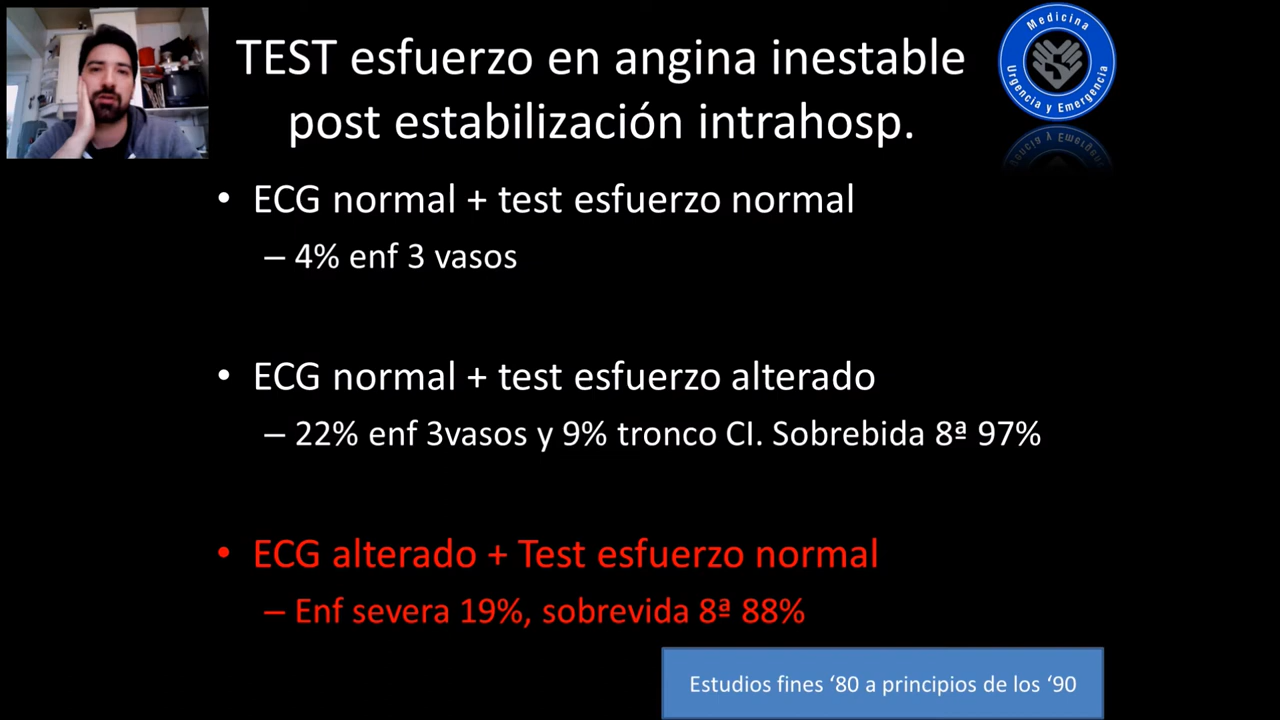 TEST esfuerzo en angina inestable
post estabilización intrahosp.
Medicina
Urgencia y Emergencia
• ECG normal + test esfuerzo normal
– 4% enf 3 vasos
• ECG normal + test esfuerzo alterado
– 22% enf 3vasos y 9% tronco CI. Sobrebida 8ª 97%
• ECG alterado + Test esfuerzo normal
– Enf severa 19%, sobrevida 8ª 88%
Estudios fines ‘80 a principios de los ‘90